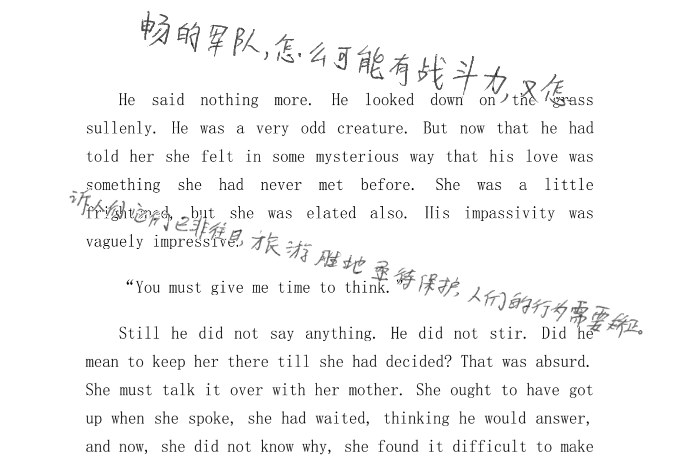 畅的军队,怎么可能有战斗力,又怎
He said nothing more. He looked down on the grass
sullenly. He was a very odd creature. But now that he had
told her she felt in some mysterious way that his love was
something she had never met before. She was a little
frightened, but she was elated also. His impassivity was
vaguely impressive.
诉人们这们已非往昔,旅游胜地亟待保护,人们的行为需要矫正。
“You must give me time to think.”
Still he did not say anything. He did not stir. Did he
mean to keep her there till she had decided? That was absurd.
She must talk it over with her mother. She ought to have got
up when she spoke, she had waited, thinking he would answer,
and now, she did not know why, she found it difficult to make